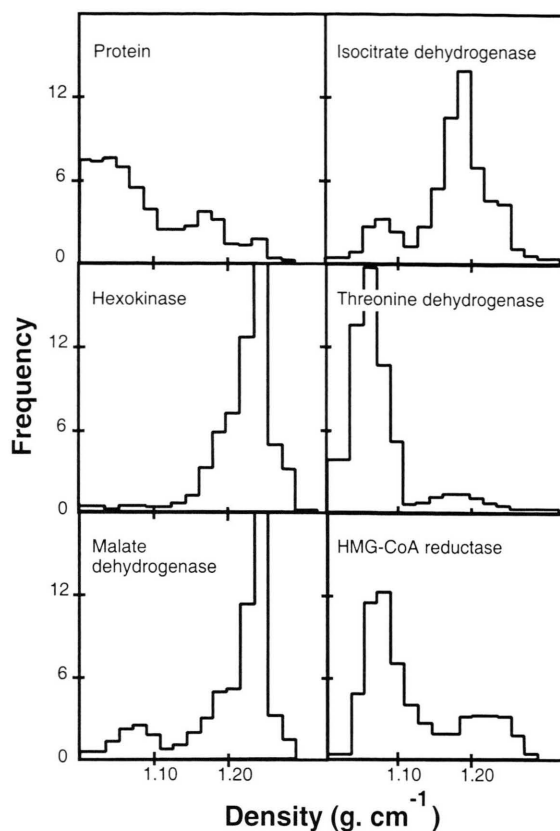 Protein
Isocitrate dehydrogenase
12
6
0
Hexokinase
Threonine dehydrogenase
Frequency
12
6
0
Malate
dehydrogenase
HMG-CoA reductase
12
6
0
1.10 1.20 1.10 1.20
Density (g. cm-1)